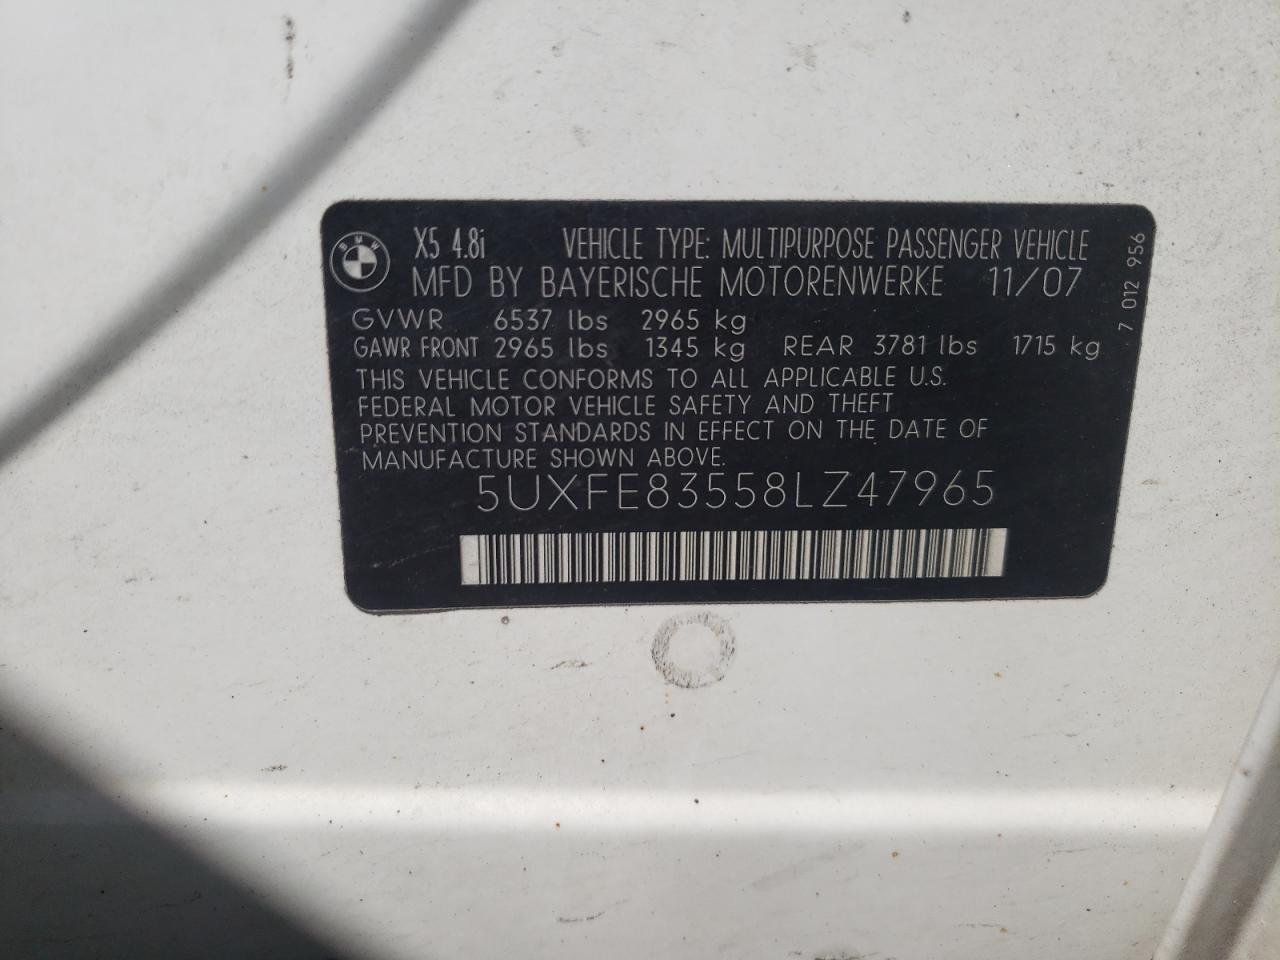 BMW
X5 4.8i VEHICLE TYPE: MULTIPURPOSE PASSENGER VEHICLE
MFD BY BAYERISCHE MOTORENWERKE 11/07
GVWR 6537 lbs 2965 kg
GAWR FRONT 2965 lbs 1345 kg REAR 3781 lbs 1715 kg
THIS VEHICLE CONFORMS TO ALL APPLICABLE U.S.
FEDERAL MOTOR VEHICLE SAFETY AND THEFT
PREVENTION STANDARDS IN EFFECT ON THE DATE OF
MANUFACTURE SHOWN ABOVE.
5UXFE83558LZ47965
7 012 956